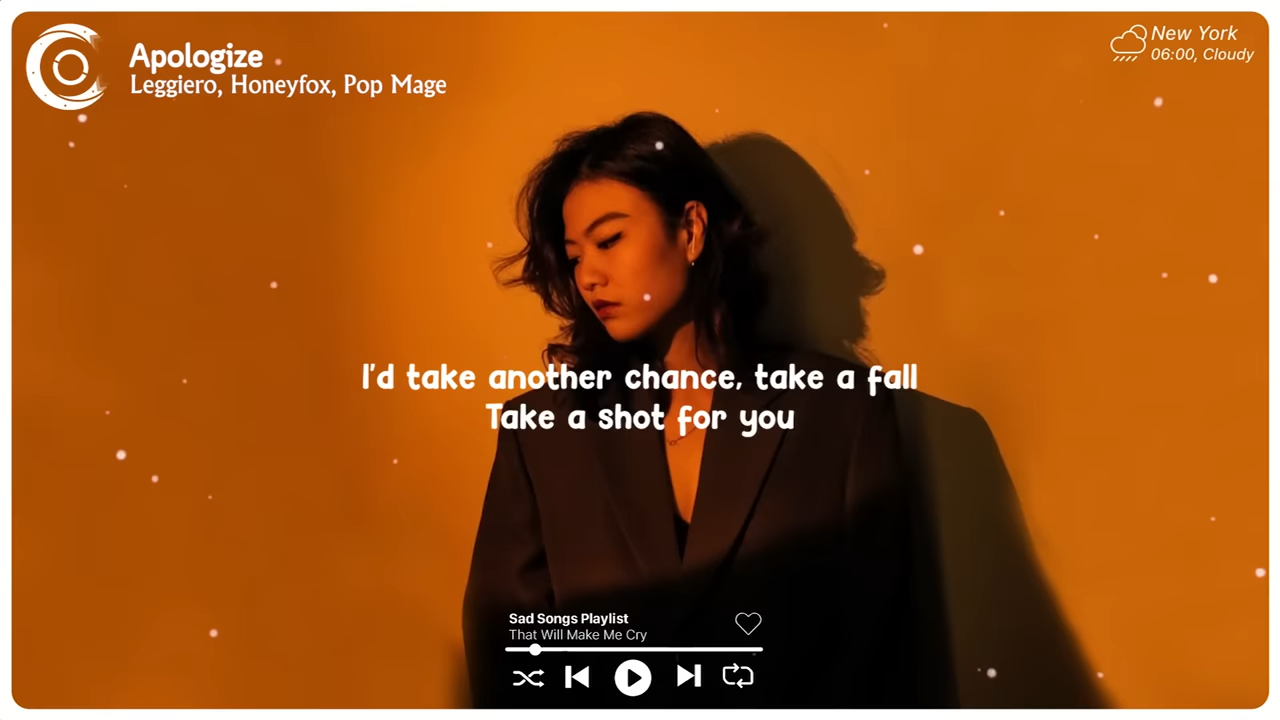 Apologize
Leggiero, Honeyfox, Pop Mage
New York
06:00, Cloudy
I'd take another chance, take a fall
Take a shot for you
Sad Songs Playlist
That Will Make Me Cry